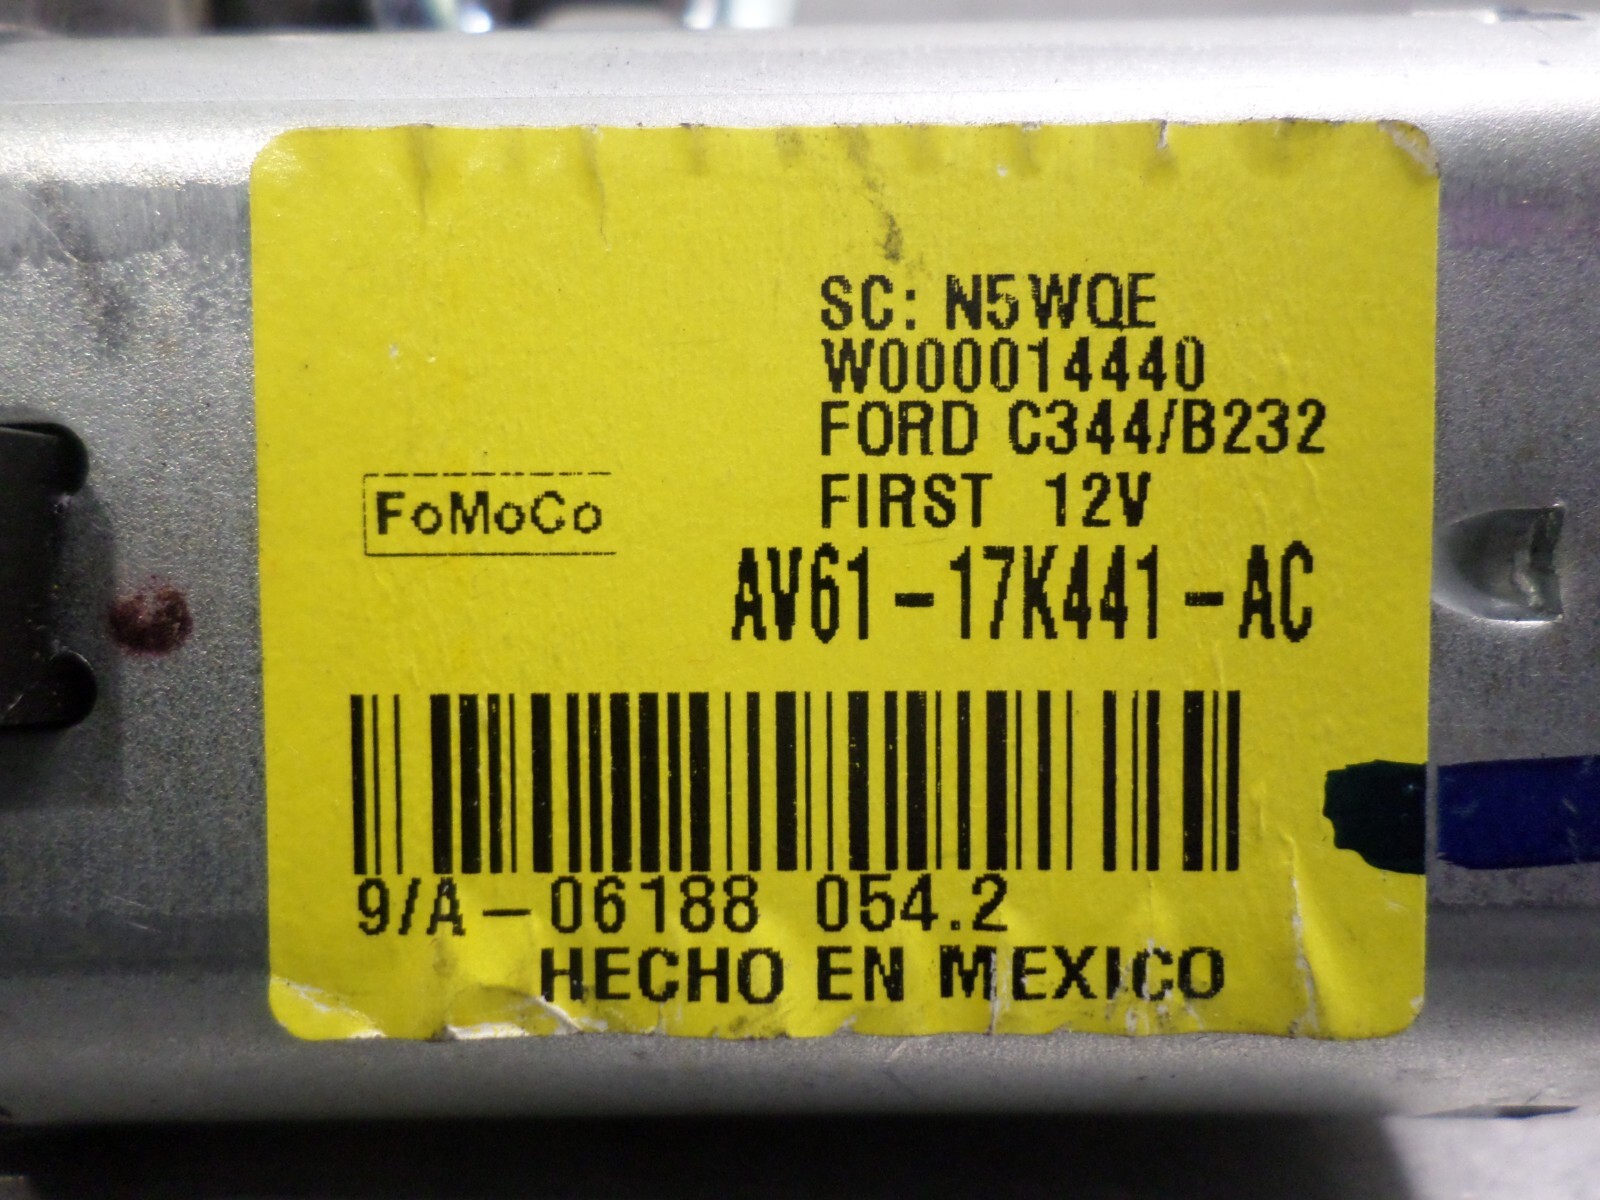 SC: N5WQE
W000014440
FORD C344/B232
FIRST 12V
FoMoCo
AV61-17K441-AC
9/A-06188 054.2
HECHO EN MEXICO